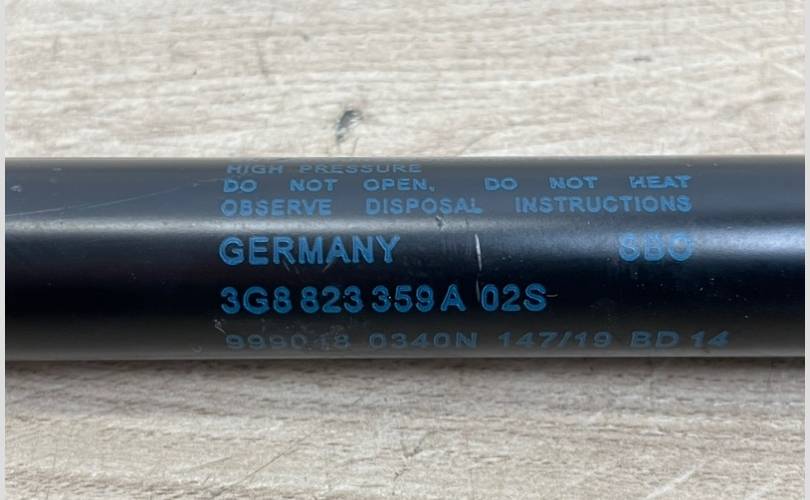 HIGH PRESSURE
DO NOT OPEN, DO NOT HEAT
OBSERVE DISPOSAL INSTRUCTIONS
GERMANY SBO
3G8 823 359 A 02S
999048 0340N 147/19 BD 14